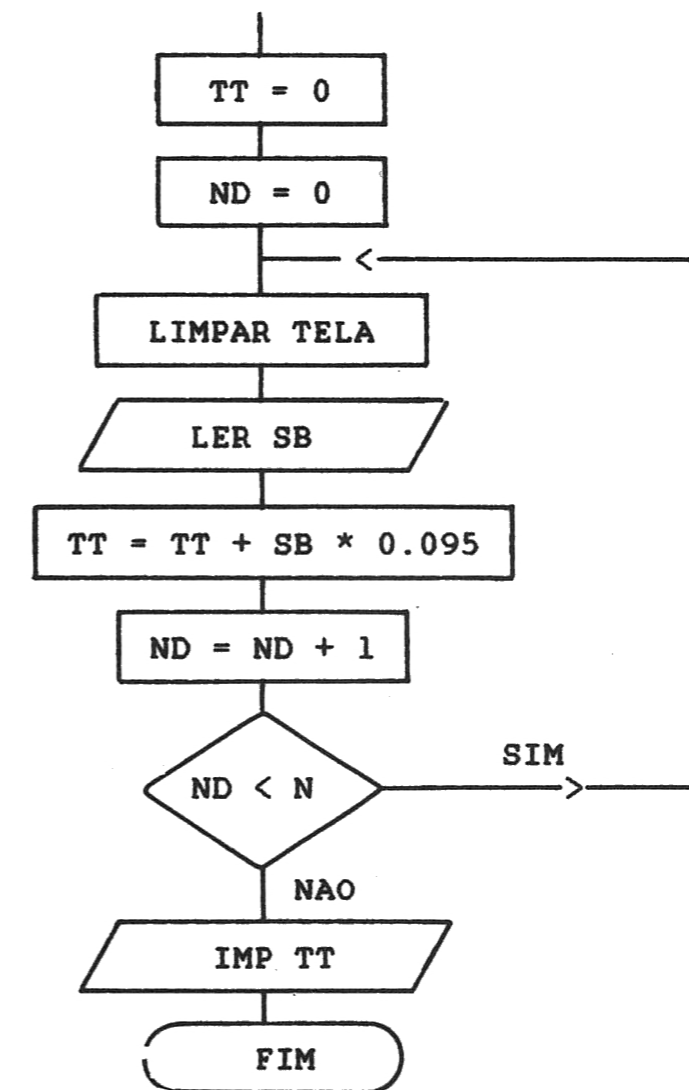 TT = 0
ND = 0
<
LIMPAR TELA
LER SB
TT = TT + SB * 0.095
ND = ND + 1
SIM
ND < N
>
NAO
IMP TT
FIM